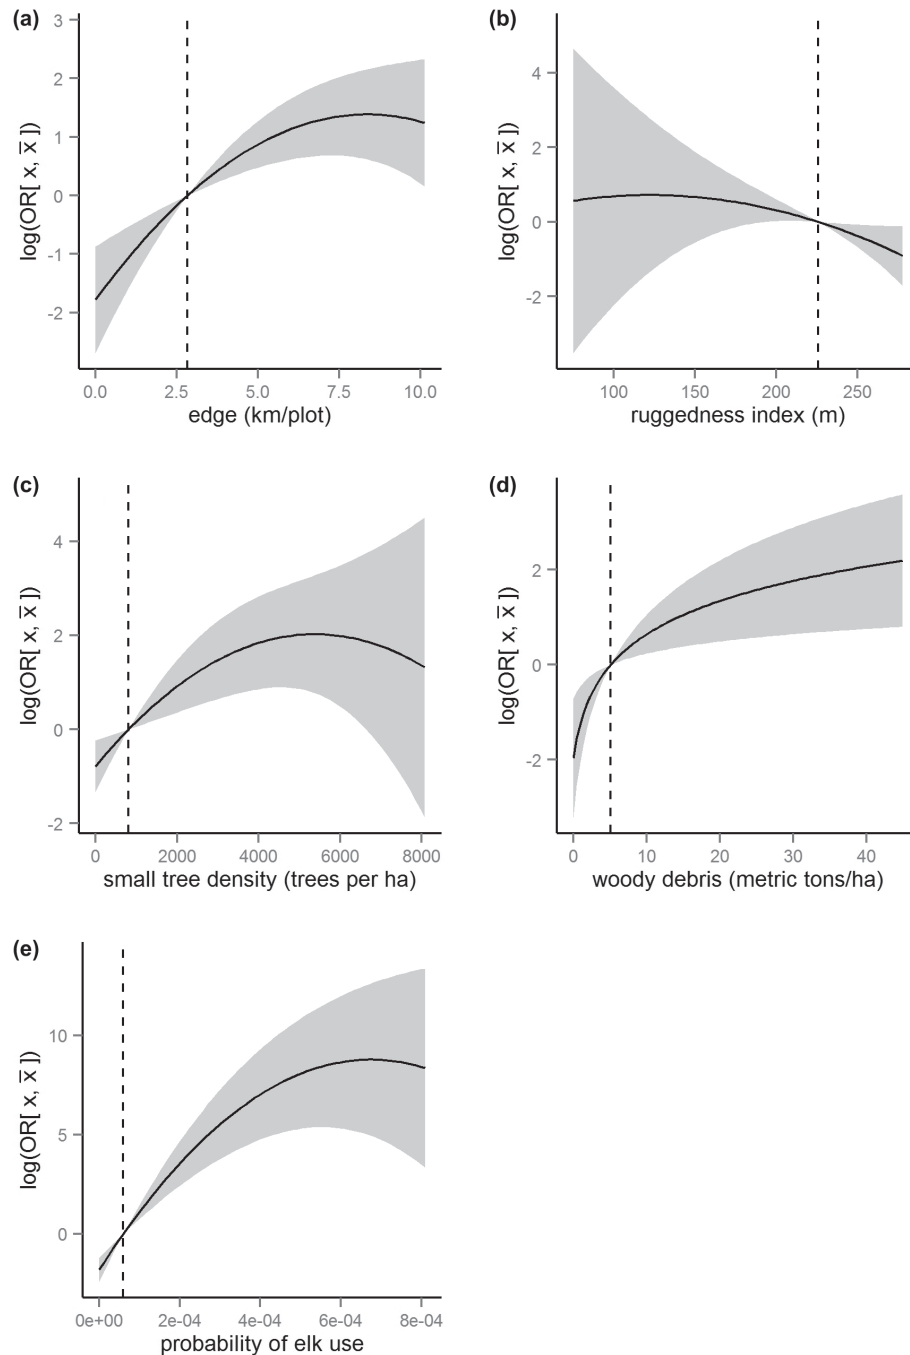 (a)
3
2
1
0
-1
-2
log(OR[ x, x̅ ])
0.0 2.5 5.0 7.5 10.0
edge (km/plot)
(b)
4
2
0
-2
log(OR[ x, x̅ ])
100 150 200 250
ruggedness index (m)
(c)
4
2
0
-2
log(OR[ x, x̅ ])
0 2000 4000 6000 8000
small tree density (trees per ha)
(d)
2
0
-2
log(OR[ x, x̅ ])
0 10 20 30 40
woody debris (metric tons/ha)
(e)
10
5
0
log(OR[ x, x̅ ])
0e+00 2e-04 4e-04 6e-04 8e-04
probability of elk use